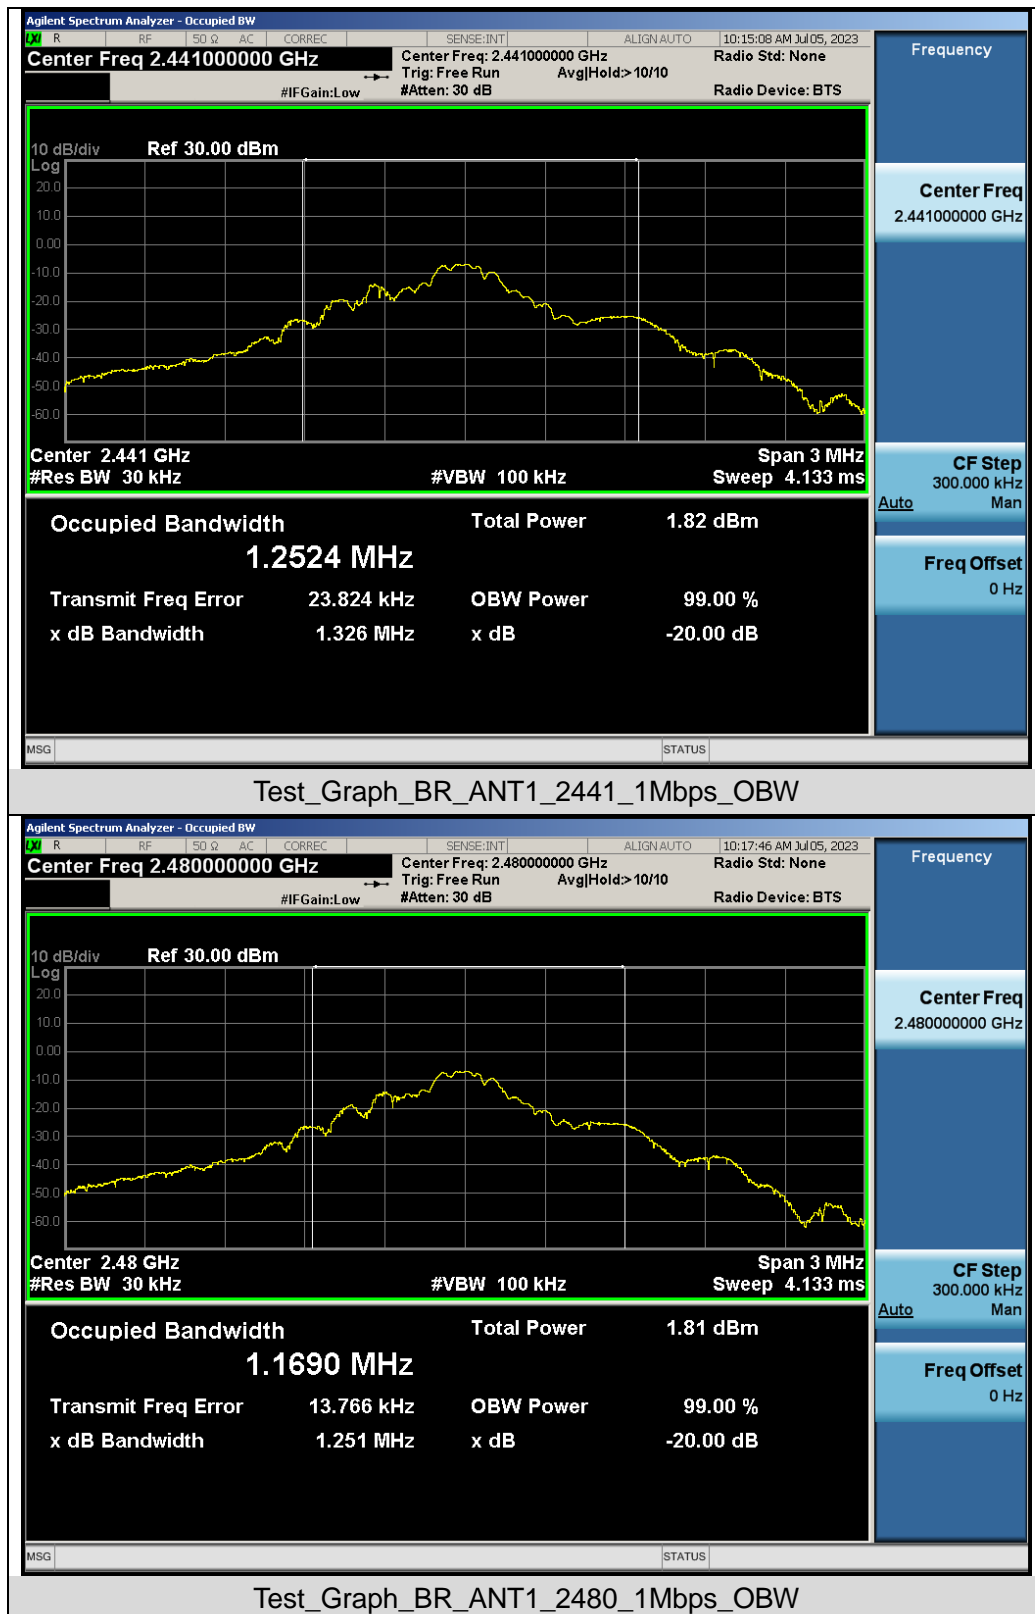 Agilent Spectrum Analyzer - Occupied BW
LXI R RF 50 Ω AC CORREC SENSE:INT ALIGN AUTO 10:15:08 AM Jul 05, 2023
Center Freq 2.441000000 GHz Center Freq: 2.441000000 GHz Radio Std: None
Trig: Free Run Avg|Hold:>10/10
#IFGain:Low #Atten: 30 dB Radio Device: BTS
Frequency
10 dB/div Ref 30.00 dBm
Log
20.0
10.0
0.00
-10.0
-20.0
-30.0
-40.0
-50.0
-60.0
Center 2.441 GHz Span 3 MHz
#Res BW 30 kHz #VBW 100 kHz Sweep 4.133 ms
Center Freq
2.441000000 GHz
CF Step
300.000 kHz
Auto Man
Freq Offset
0 Hz
Occupied Bandwidth Total Power 1.82 dBm
1.2524 MHz
Transmit Freq Error 23.824 kHz OBW Power 99.00 %
x dB Bandwidth 1.326 MHz x dB -20.00 dB
MSG STATUS
Test_Graph_BR_ANT1_2441_1Mbps_OBW
Agilent Spectrum Analyzer - Occupied BW
LXI R RF 50 Ω AC CORREC SENSE:INT ALIGN AUTO 10:17:46 AM Jul 05, 2023
Center Freq 2.480000000 GHz Center Freq: 2.480000000 GHz Radio Std: None
Trig: Free Run Avg|Hold:>10/10
#IFGain:Low #Atten: 30 dB Radio Device: BTS
Frequency
10 dB/div Ref 30.00 dBm
Log
20.0
10.0
0.00
-10.0
-20.0
-30.0
-40.0
-50.0
-60.0
Center 2.48 GHz Span 3 MHz
#Res BW 30 kHz #VBW 100 kHz Sweep 4.133 ms
Center Freq
2.480000000 GHz
CF Step
300.000 kHz
Auto Man
Freq Offset
0 Hz
Occupied Bandwidth Total Power 1.81 dBm
1.1690 MHz
Transmit Freq Error 13.766 kHz OBW Power 99.00 %
x dB Bandwidth 1.251 MHz x dB -20.00 dB
MSG STATUS
Test_Graph_BR_ANT1_2480_1Mbps_OBW